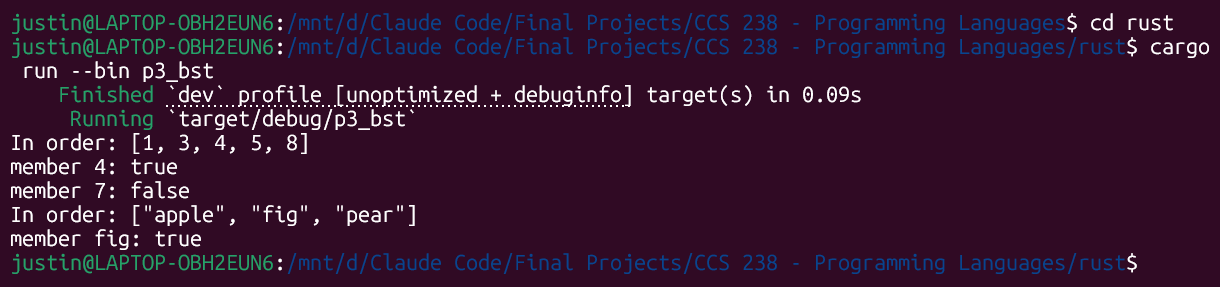 justin@LAPTOP-OBH2EUN6:/mnt/d/Claude Code/Final Projects/CCS 238 - Programming Languages$ cd rust
justin@LAPTOP-OBH2EUN6:/mnt/d/Claude Code/Final Projects/CCS 238 - Programming Languages/rust$ cargo
 run --bin p3_bst
    Finished `dev` profile [unoptimized + debuginfo] target(s) in 0.09s
     Running `target/debug/p3_bst`
In order: [1, 3, 4, 5, 8]
member 4: true
member 7: false
In order: ["apple", "fig", "pear"]
member fig: true
justin@LAPTOP-OBH2EUN6:/mnt/d/Claude Code/Final Projects/CCS 238 - Programming Languages/rust$